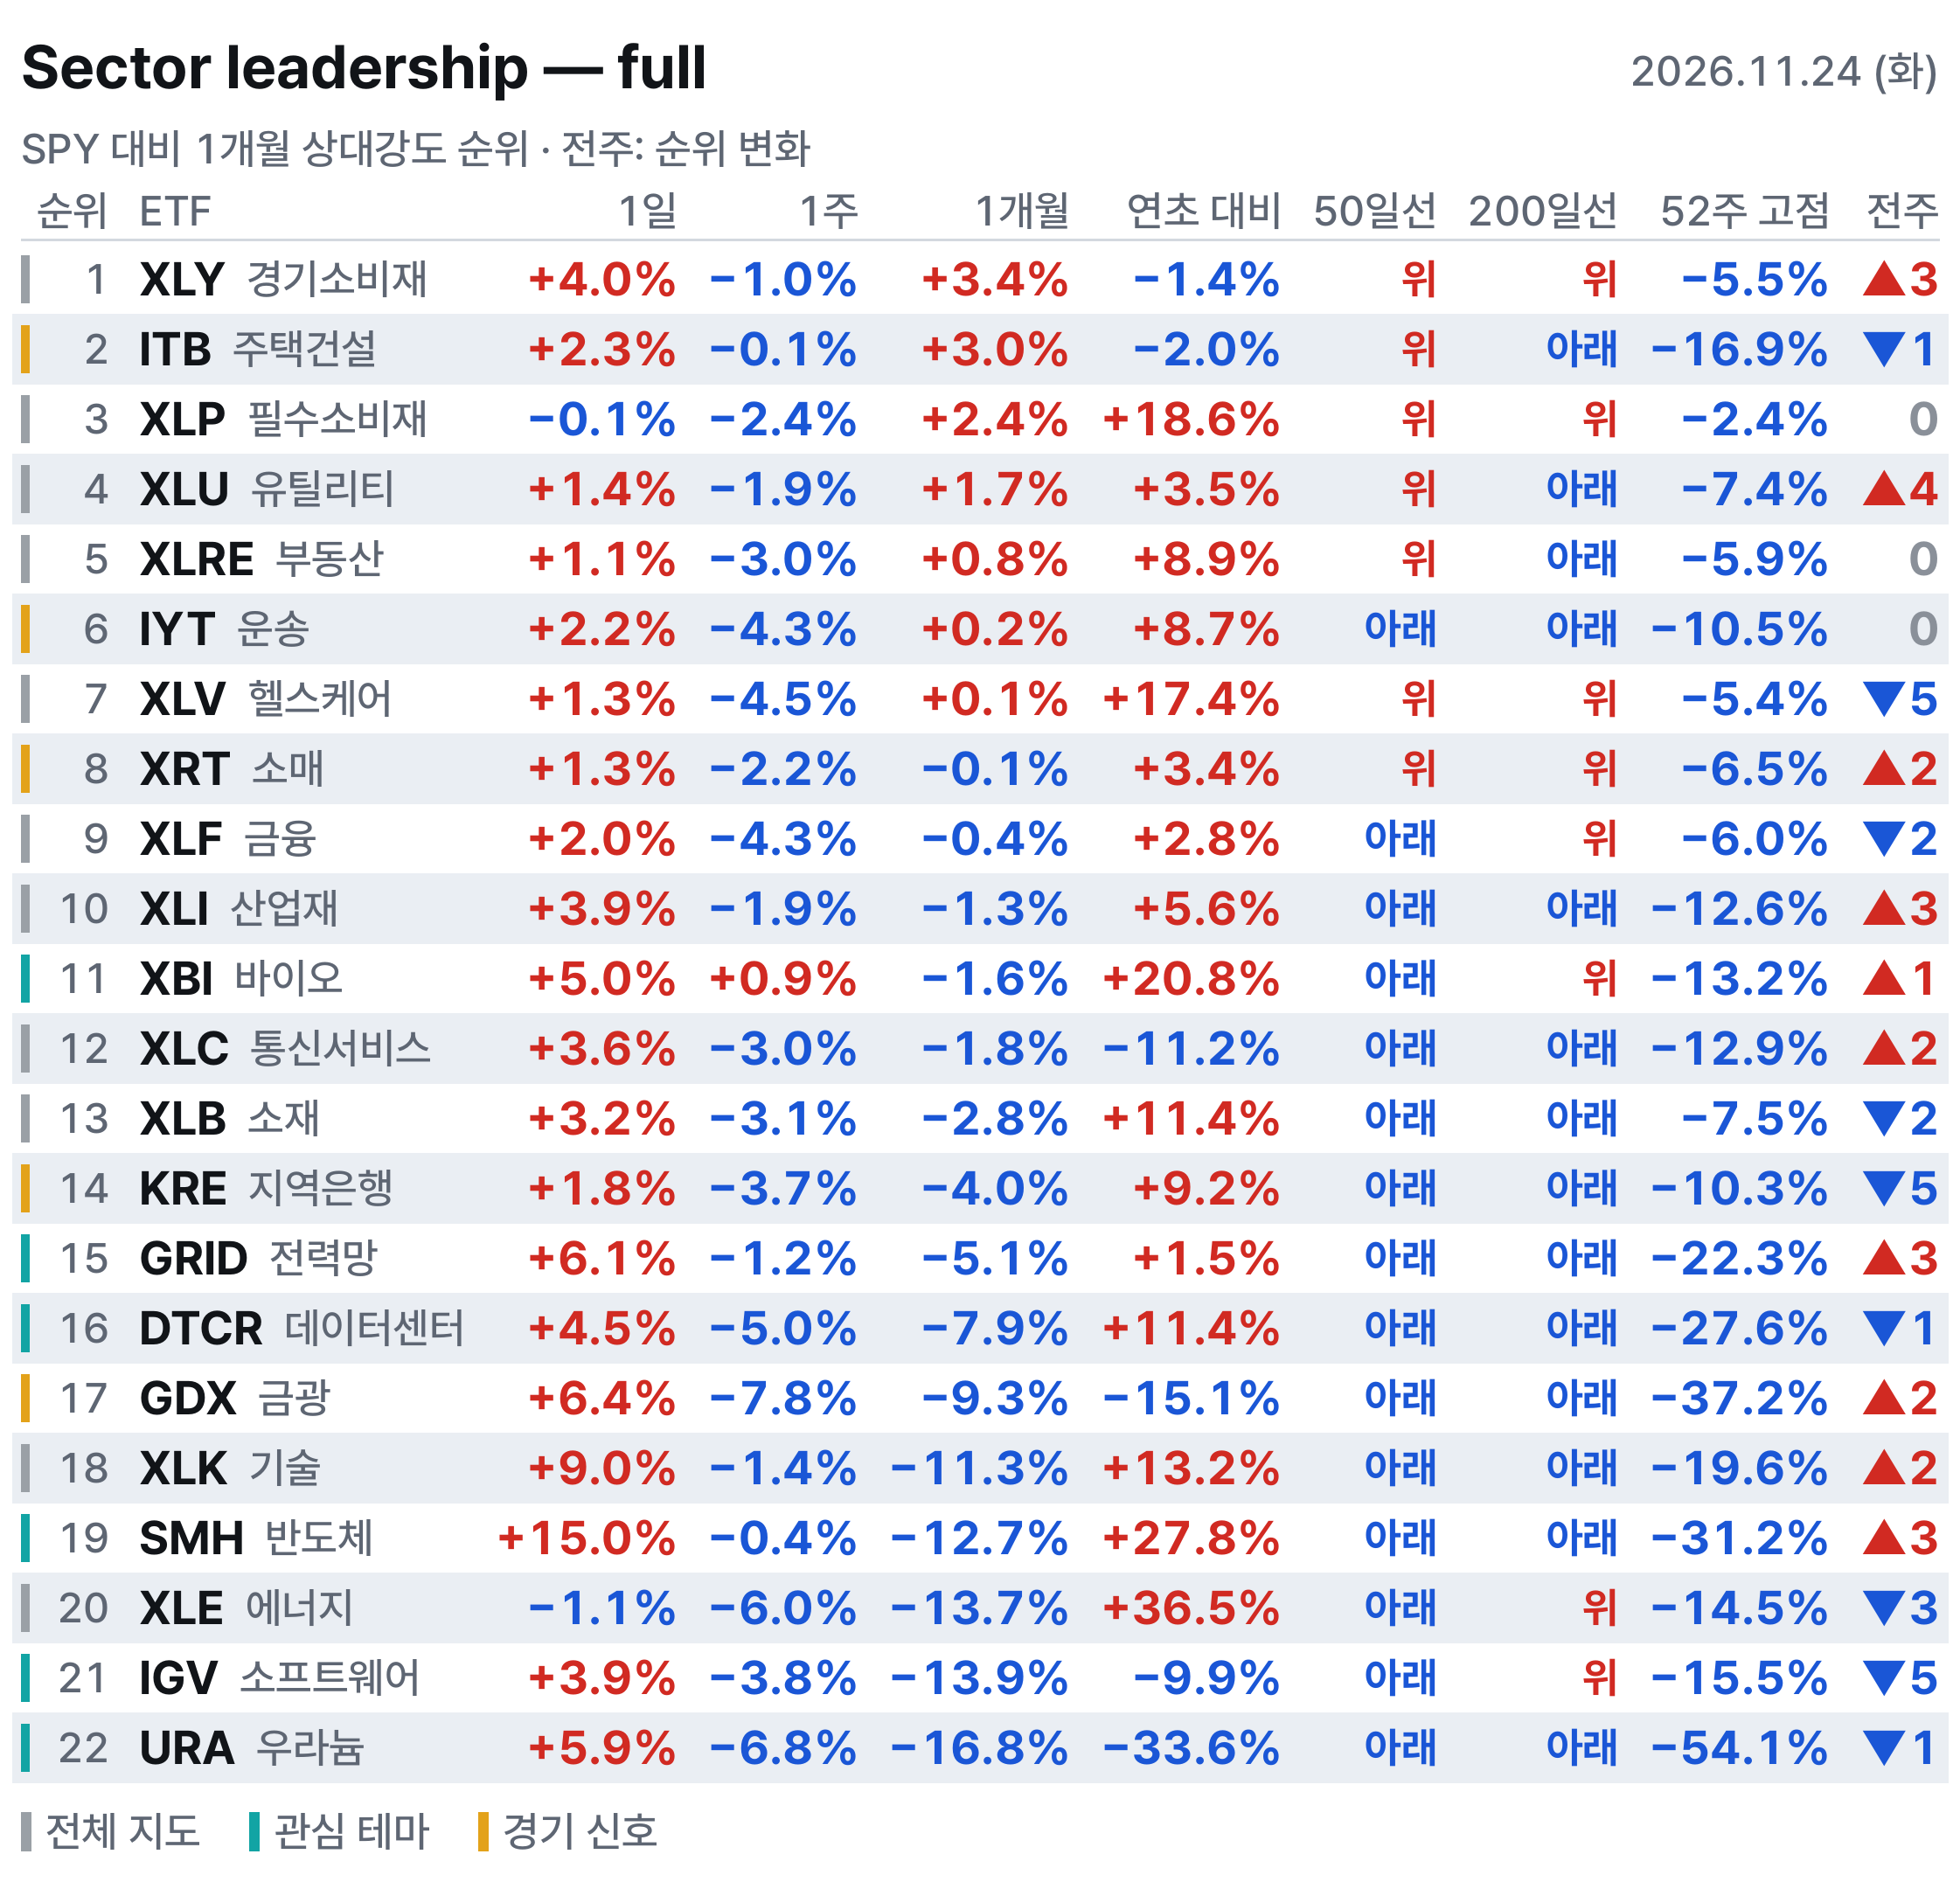 Sector leadership — full
2026.11.24 (화)
SPY 대비 1개월 상대강도 순위 · 전주: 순위 변화
순위 ETF 1일 1주 1개월 연초 대비 50일선 200일선 52주 고점 전주
1 XLY 경기소비재 +4.0% −1.0% +3.4% −1.4% 위 위 −5.5% ▲3
2 ITB 주택건설 +2.3% −0.1% +3.0% −2.0% 위 아래 −16.9% ▼1
3 XLP 필수소비재 −0.1% −2.4% +2.4% +18.6% 위 위 −2.4% 0
4 XLU 유틸리티 +1.4% −1.9% +1.7% +3.5% 위 아래 −7.4% ▲4
5 XLRE 부동산 +1.1% −3.0% +0.8% +8.9% 위 아래 −5.9% 0
6 IYT 운송 +2.2% −4.3% +0.2% +8.7% 아래 아래 −10.5% 0
7 XLV 헬스케어 +1.3% −4.5% +0.1% +17.4% 위 위 −5.4% ▼5
8 XRT 소매 +1.3% −2.2% −0.1% +3.4% 위 위 −6.5% ▲2
9 XLF 금융 +2.0% −4.3% −0.4% +2.8% 아래 위 −6.0% ▼2
10 XLI 산업재 +3.9% −1.9% −1.3% +5.6% 아래 아래 −12.6% ▲3
11 XBI 바이오 +5.0% +0.9% −1.6% +20.8% 아래 위 −13.2% ▲1
12 XLC 통신서비스 +3.6% −3.0% −1.8% −11.2% 아래 아래 −12.9% ▲2
13 XLB 소재 +3.2% −3.1% −2.8% +11.4% 아래 아래 −7.5% ▼2
14 KRE 지역은행 +1.8% −3.7% −4.0% +9.2% 아래 아래 −10.3% ▼5
15 GRID 전력망 +6.1% −1.2% −5.1% +1.5% 아래 아래 −22.3% ▲3
16 DTCR 데이터센터 +4.5% −5.0% −7.9% +11.4% 아래 아래 −27.6% ▼1
17 GDX 금광 +6.4% −7.8% −9.3% −15.1% 아래 아래 −37.2% ▲2
18 XLK 기술 +9.0% −1.4% −11.3% +13.2% 아래 아래 −19.6% ▲2
19 SMH 반도체 +15.0% −0.4% −12.7% +27.8% 아래 아래 −31.2% ▲3
20 XLE 에너지 −1.1% −6.0% −13.7% +36.5% 아래 위 −14.5% ▼3
21 IGV 소프트웨어 +3.9% −3.8% −13.9% −9.9% 아래 위 −15.5% ▼5
22 URA 우라늄 +5.9% −6.8% −16.8% −33.6% 아래 아래 −54.1% ▼1
전체 지도 관심 테마 경기 신호